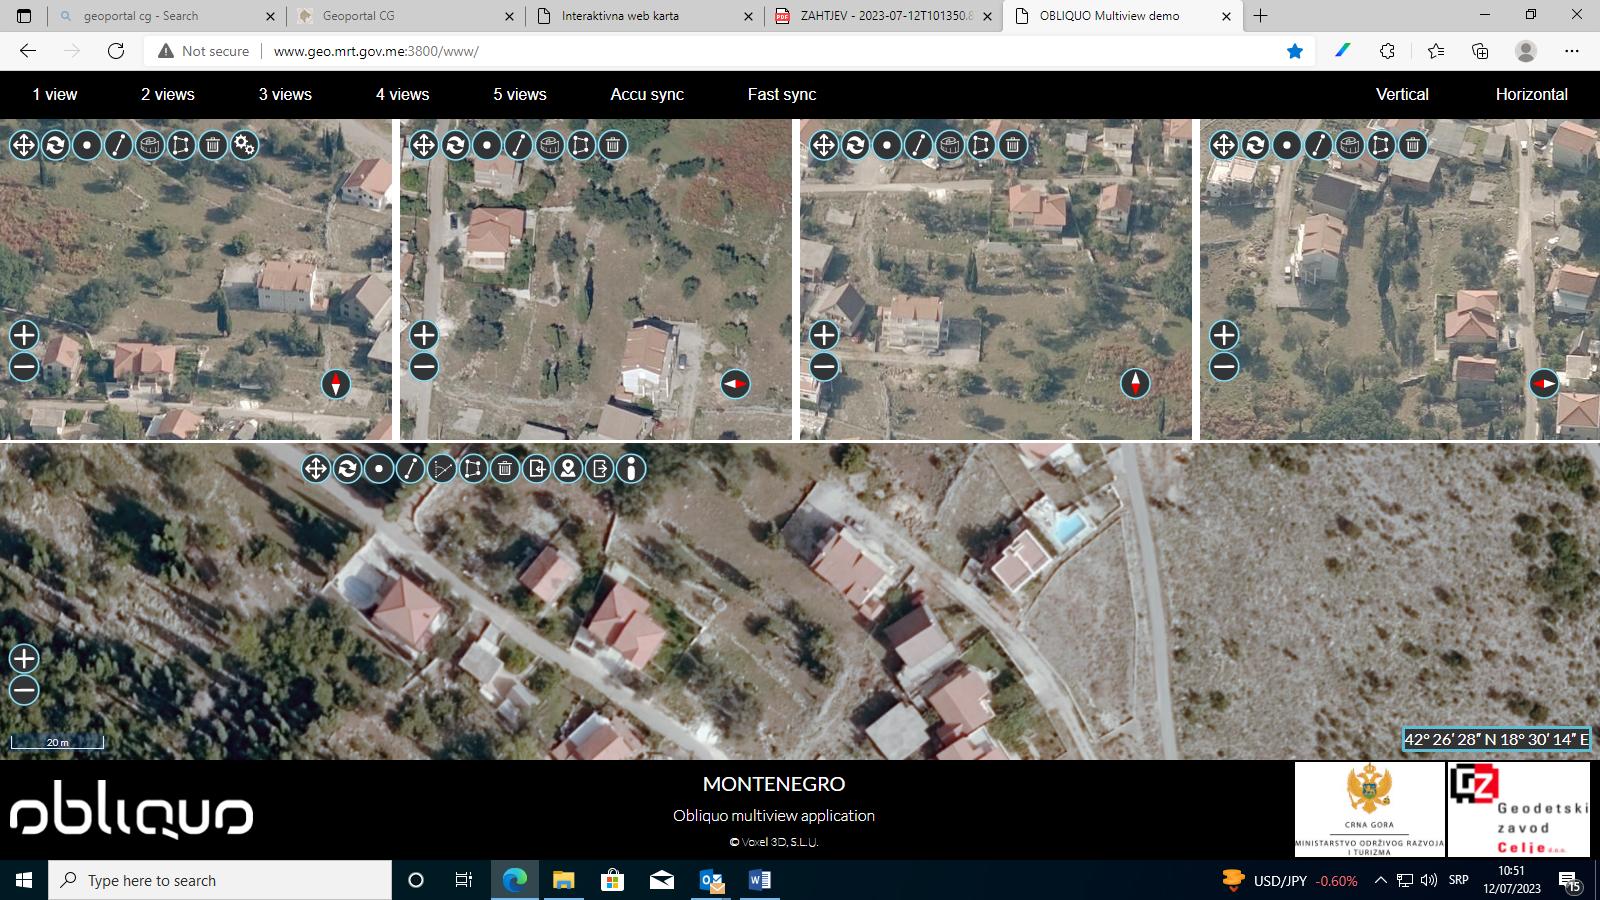 geoportal cg - Search
Geoportal CG
Interaktivna web karta
ZAHTJEV - 2023-07-12T101350.8
OBLIQUO Multiview demo
Not secure
www.geo.mrt.gov.me:3800/www/
1 view
2 views
3 views
4 views
5 views
Accu sync
Fast sync
Vertical
Horizontal
20 m
42° 26′ 28″ N 18° 30′ 14″ E
obliquo
MONTENEGRO
Obliquo multiview application
© Voxel 3D, S.L.U.
CRNA GORA
MINISTARSTVO ODRŽIVOG RAZVOJA
I TURIZMA
GZ
Geodetski
zavod
Celje d.o.o.
Type here to search
USD/JPY -0.60%
SRP
10:51
12/07/2023
15